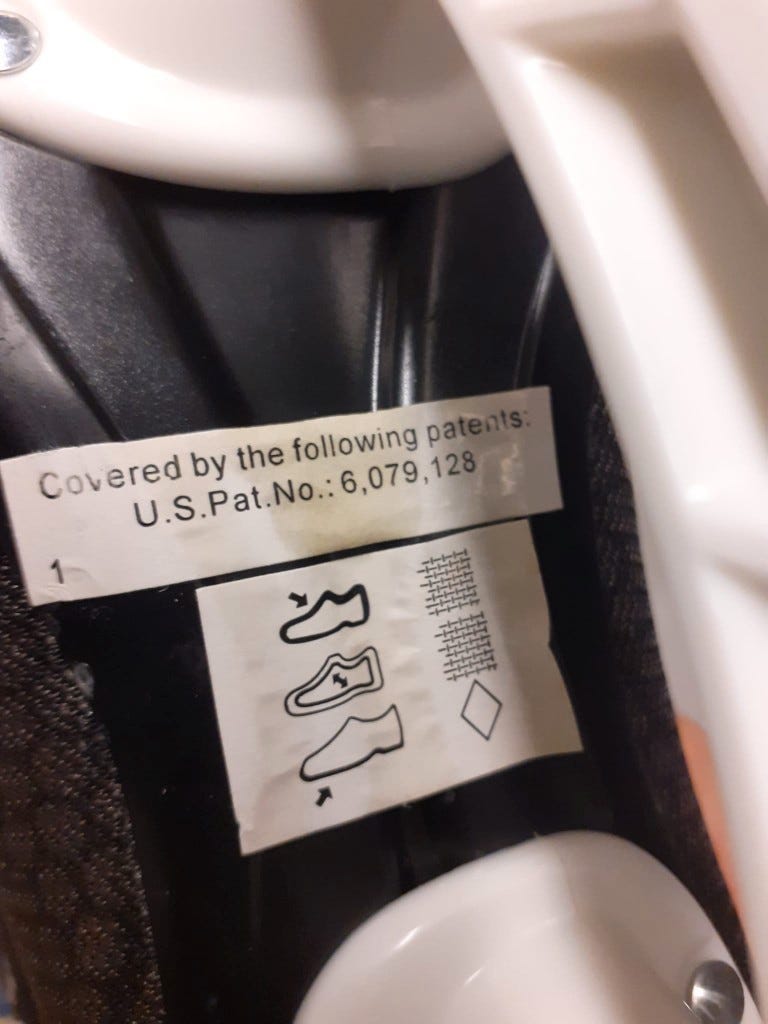 Covered by the following patents:
U.S.Pat.No.: 6,079,128
1